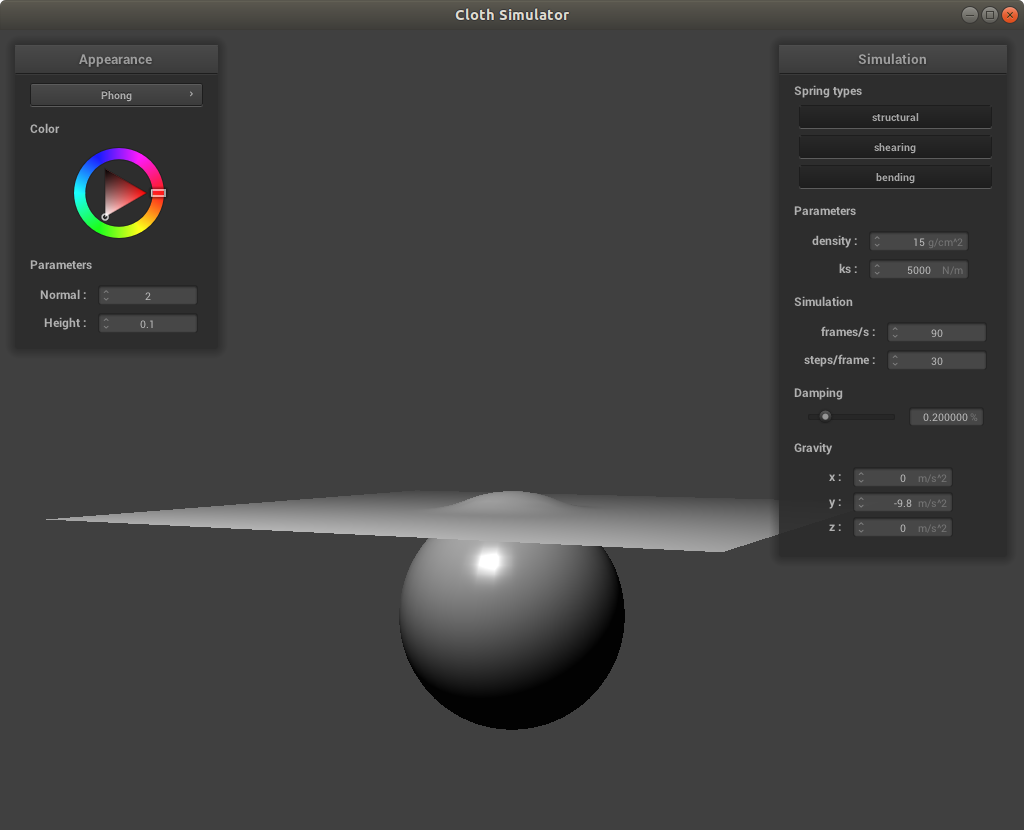 Cloth Simulator
Appearance
Phong
Color
Parameters
Normal : 2
Height : 0.1
Simulation
Spring types
structural
shearing
bending
Parameters
density : 15 g/cm^2
ks : 5000 N/m
Simulation
frames/s : 90
steps/frame : 30
Damping
0.200000 %
Gravity
x : 0 m/s^2
y : -9.8 m/s^2
z : 0 m/s^2